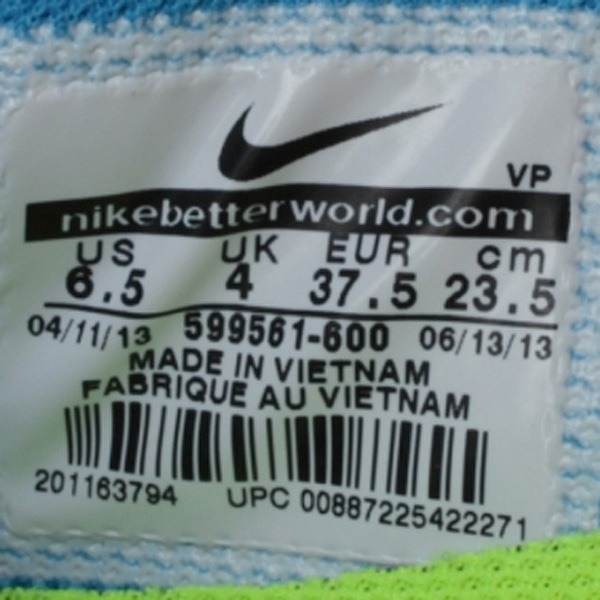 VP
nikebetterworld.com
US UK EUR cm
6.5 4 37.5 23.5
04/11/13 599561-600 06/13/13
MADE IN VIETNAM
FABRIQUE AU VIETNAM
201163794 UPC 00887225422271